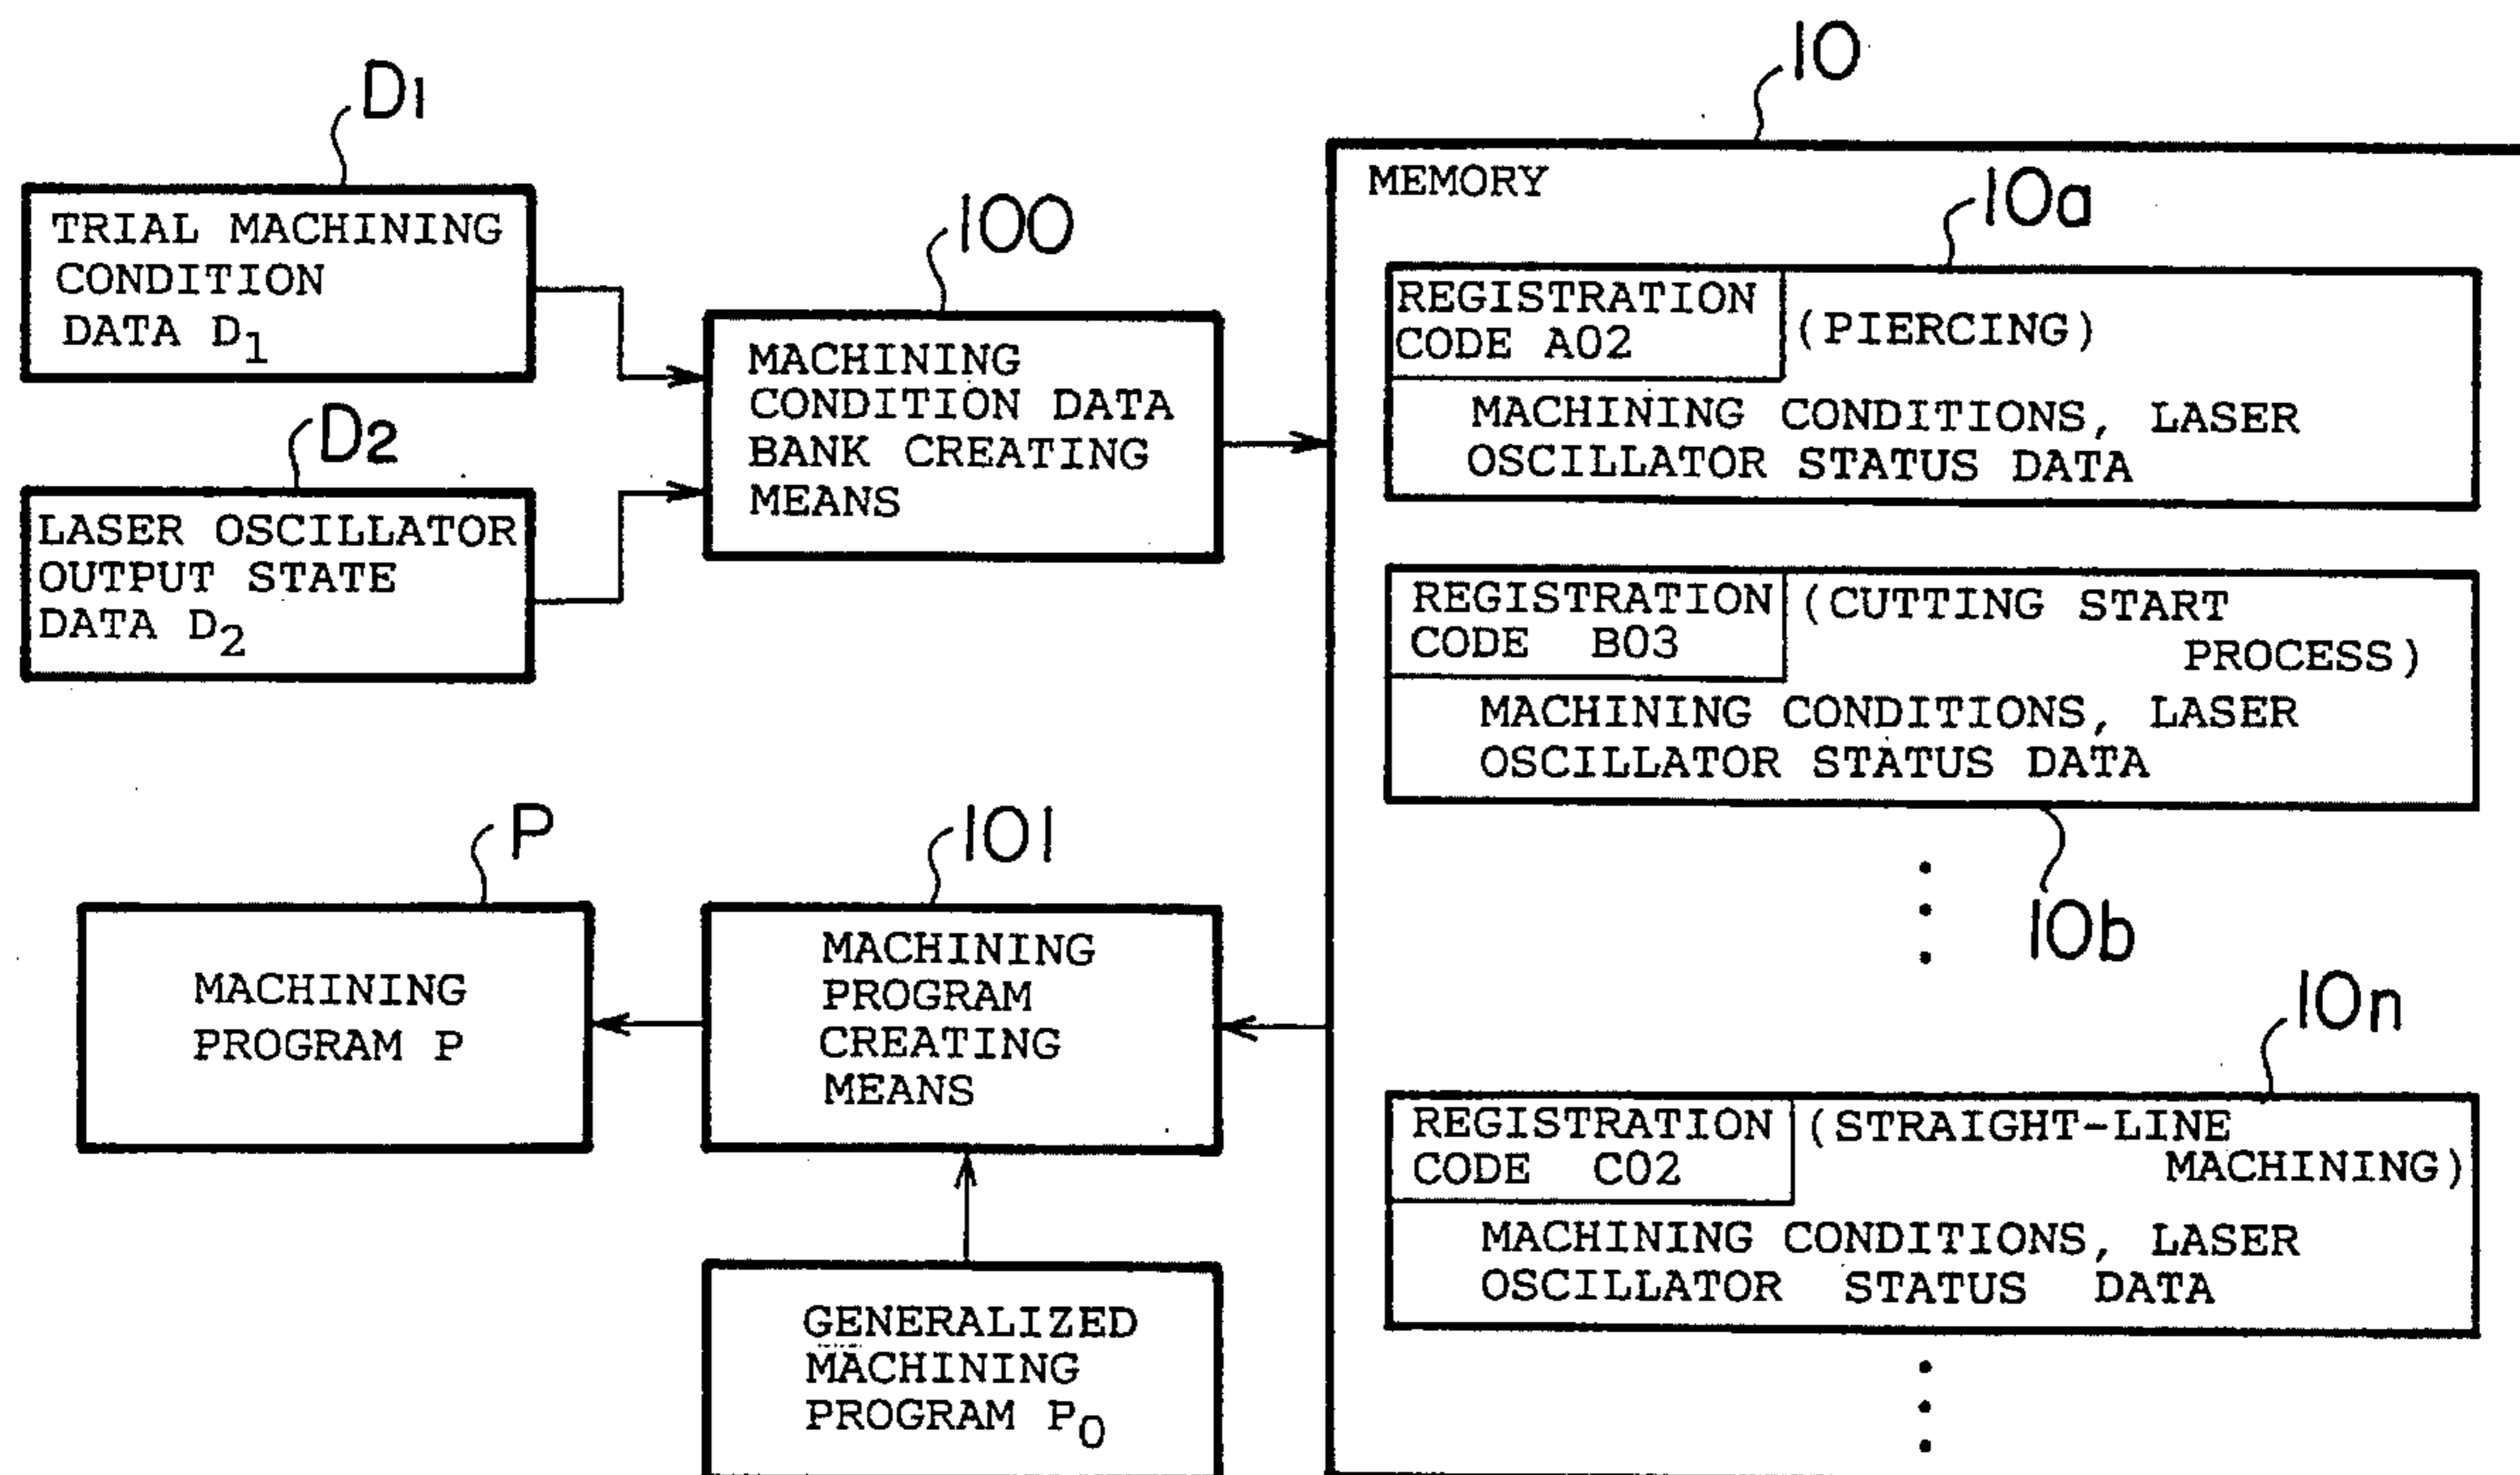 D1
TRIAL MACHINING
CONDITION
DATA D1
D2
LASER OSCILLATOR
OUTPUT STATE
DATA D2
100
MACHINING
CONDITION DATA
BANK CREATING
MEANS
10
MEMORY
10a
REGISTRATION
CODE A02
(PIERCING)
MACHINING CONDITIONS, LASER
OSCILLATOR STATUS DATA
REGISTRATION
CODE B03
(CUTTING START
PROCESS)
MACHINING CONDITIONS, LASER
OSCILLATOR STATUS DATA
10b
10n
REGISTRATION
CODE C02
(STRAIGHT-LINE
MACHINING)
MACHINING CONDITIONS, LASER
OSCILLATOR STATUS DATA
P
MACHINING
PROGRAM P
101
MACHINING
PROGRAM
CREATING
MEANS
GENERALIZED
MACHINING
PROGRAM P0